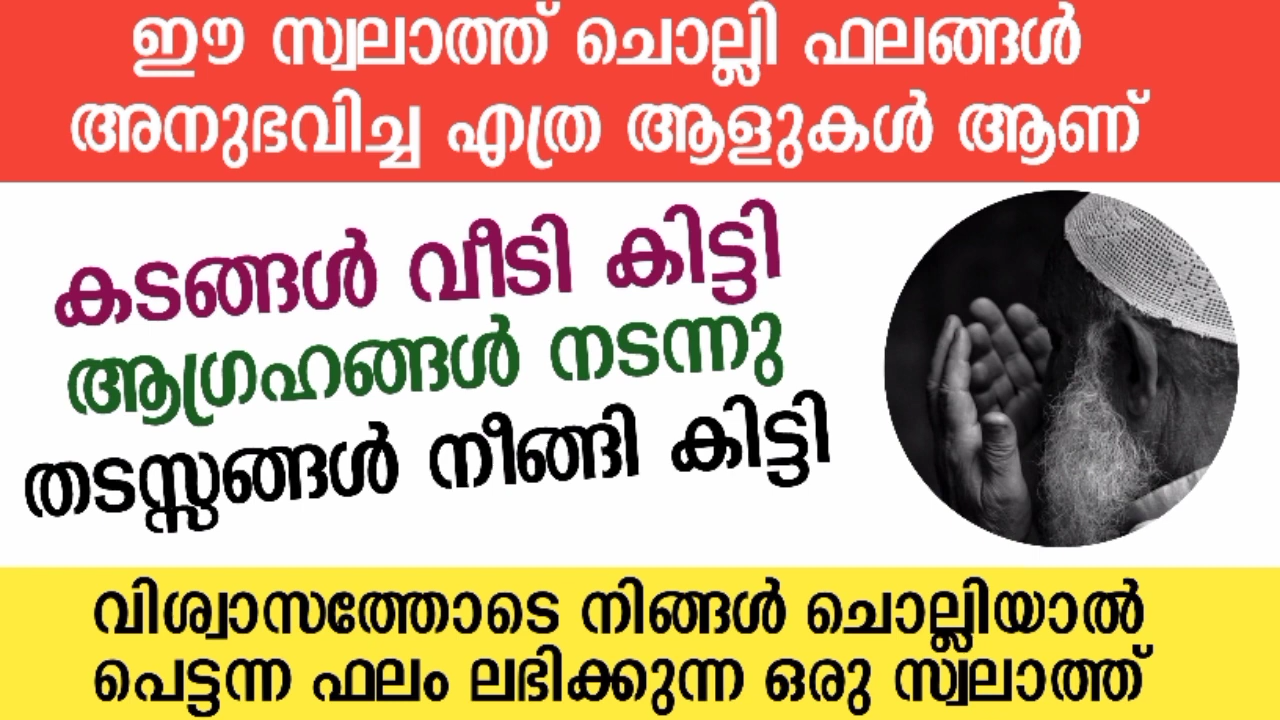 ഈ സ്വലാത്ത് ചൊല്ലി ഫലങ്ങൾ
അനുഭവിച്ച എത്ര ആളുകൾ ആണ്
കടങ്ങൾ വീടി കിട്ടി
ആഗ്രഹങ്ങൾ നടന്നു
തടസ്സങ്ങൾ നീങ്ങി കിട്ടി
വിശ്വാസത്തോടെ നിങ്ങൾ ചൊല്ലിയാൽ
പെട്ടന്ന ഫലം ലഭിക്കുന്ന ഒരു സ്വലാത്ത്